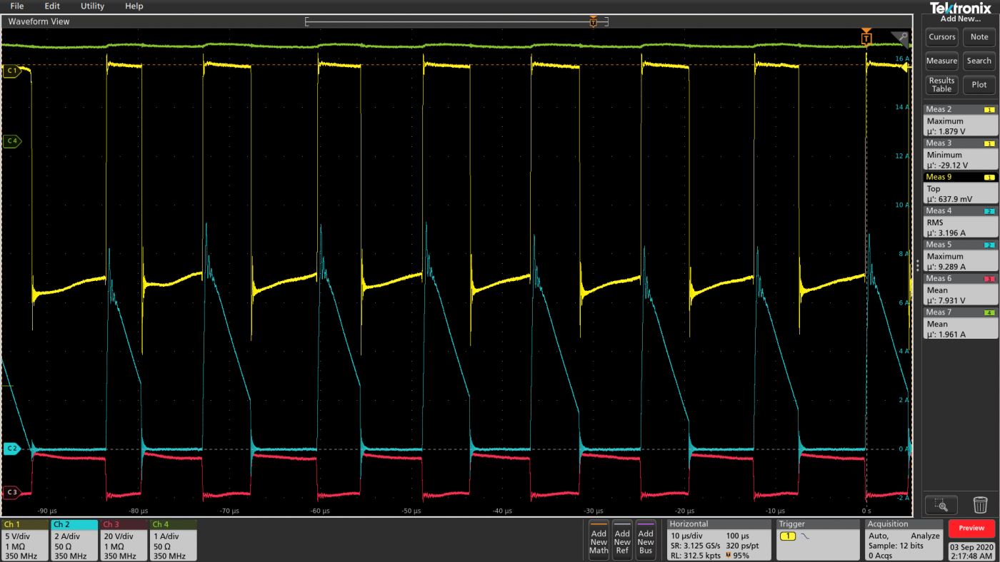 File Edit Utility Help
Tektronix
Waveform View
Add New...
T
T
Cursors Note
Measure Search
Results Table Plot
C1
C4
C2
C3
16 A
14 A
12 A
10 A
8 A
6 A
4 A
2 A
0 A
-2 A
-90 µs -80 µs -70 µs -60 µs -50 µs -40 µs -30 µs -20 µs -10 µs 0 s
Meas 2 1
Maximum
µ': 1.879 V
Meas 3 1
Minimum
µ': -29.12 V
Meas 9 1
Top
µ': 637.9 mV
Meas 4 2
RMS
µ': 3.196 A
Meas 5 2
Maximum
µ': 9.289 A
Meas 6 3
Mean
µ': 7.931 V
Meas 7 4
Mean
µ': 1.961 A
Ch 1
5 V/div
1 MΩ
350 MHz
Ch 2
2 A/div
50 Ω
350 MHz
Ch 3
20 V/div
1 MΩ
350 MHz
Ch 4
1 A/div
50 Ω
350 MHz
Add New Math
Add New Ref
Add New Bus
Horizontal
10 µs/div 100 µs
SR: 3.125 GS/s 320 ps/pt
RL: 312.5 kpts T 95%
Trigger
1
Acquisition
Auto, Analyze
Sample: 12 bits
0 Acqs
Preview
03 Sep 2020
2:17:48 AM